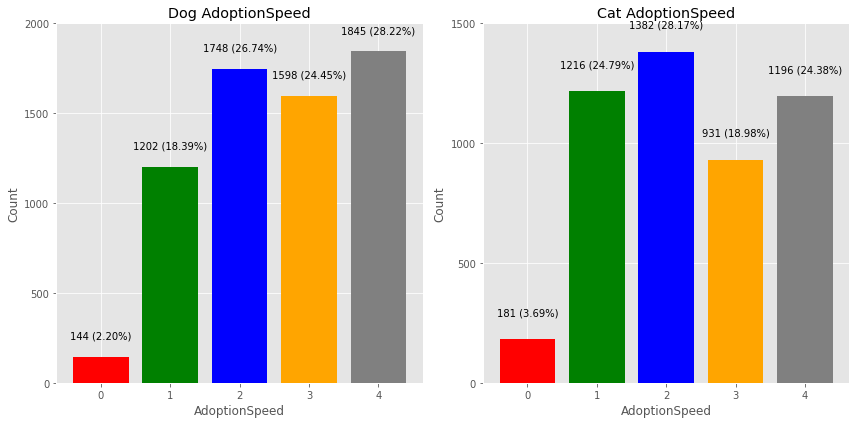 Dog AdoptionSpeed
2000
1500
1000
500
0
Count
144 (2.20%)
1202 (18.39%)
1748 (26.74%)
1598 (24.45%)
1845 (28.22%)
0 1 2 3 4
AdoptionSpeed
Cat AdoptionSpeed
1500
1000
500
0
Count
181 (3.69%)
1216 (24.79%)
1382 (28.17%)
931 (18.98%)
1196 (24.38%)
0 1 2 3 4
AdoptionSpeed